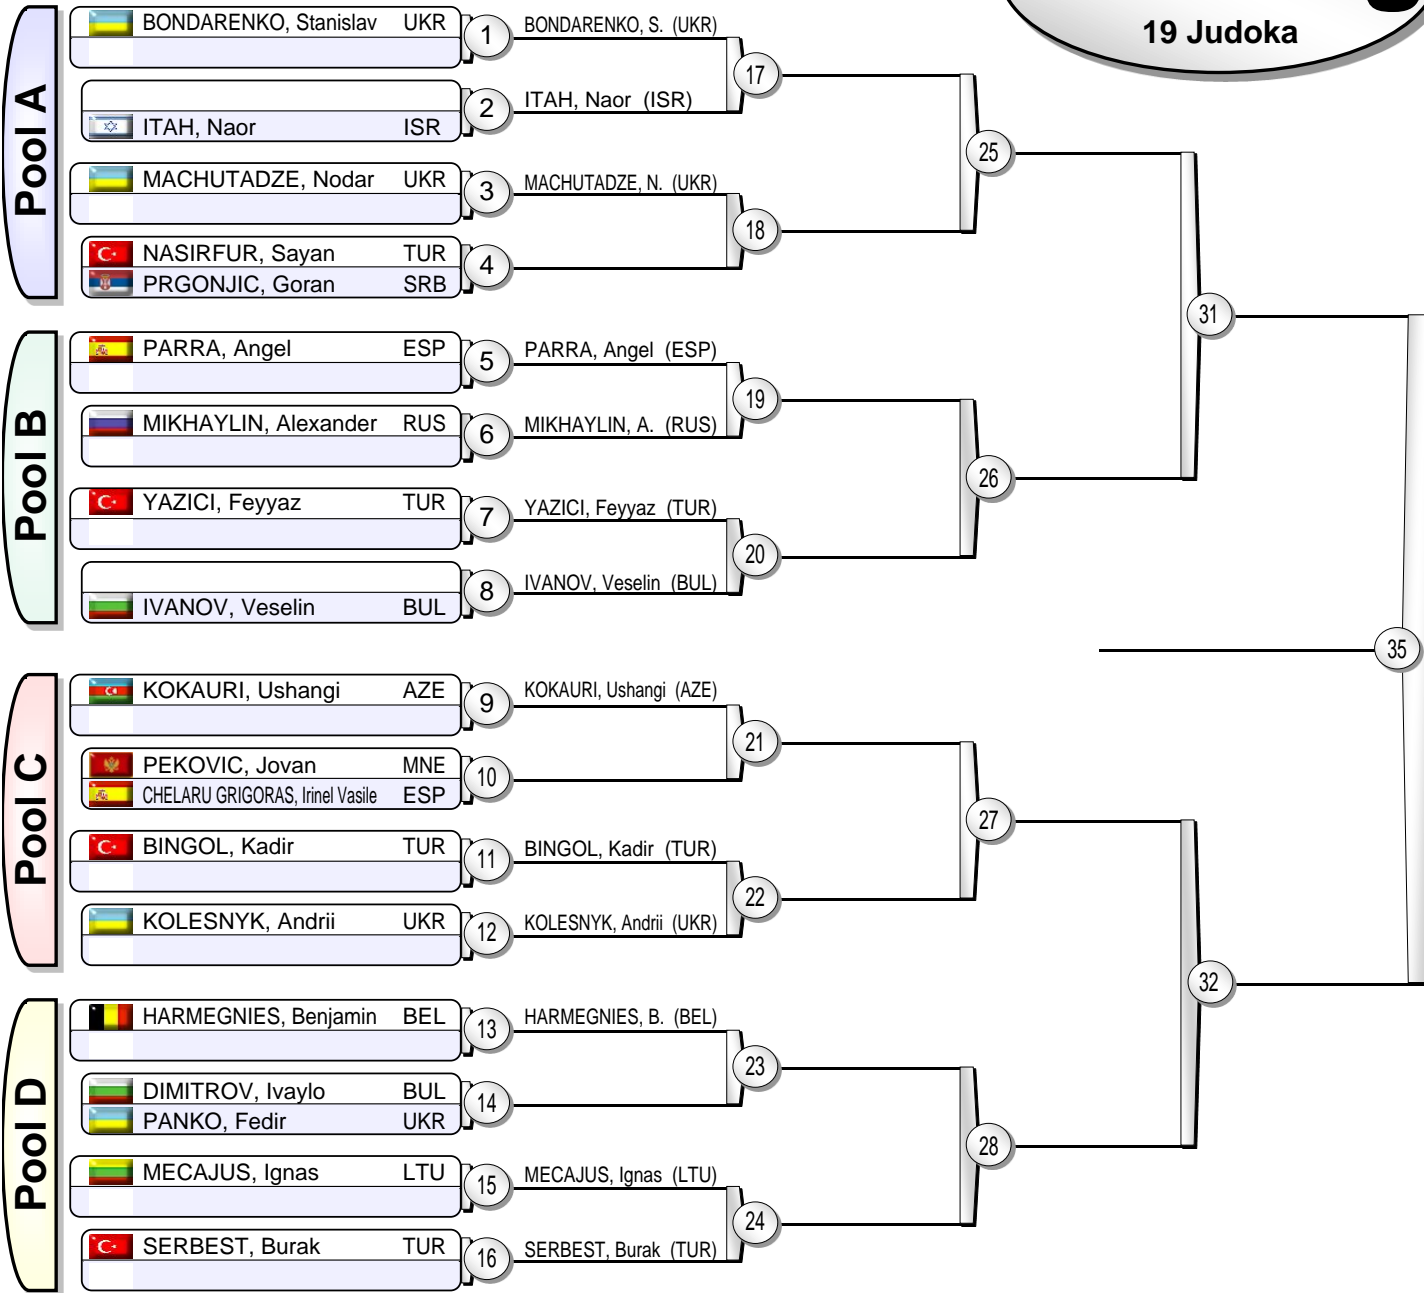 19 Judoka
Pool A
BONDARENKO, Stanislav UKR
1
BONDARENKO, S. (UKR)
17
ITAH, Naor ISR
2
ITAH, Naor (ISR)
25
MACHUTADZE, Nodar UKR
3
MACHUTADZE, N. (UKR)
18
NASIRFUR, Sayan TUR
PRGONJIC, Goran SRB
4
31
Pool B
PARRA, Angel ESP
5
PARRA, Angel (ESP)
19
MIKHAYLIN, Alexander RUS
6
MIKHAYLIN, A. (RUS)
26
YAZICI, Feyyaz TUR
7
YAZICI, Feyyaz (TUR)
20
IVANOV, Veselin BUL
8
IVANOV, Veselin (BUL)
35
Pool C
KOKAURI, Ushangi AZE
9
KOKAURI, Ushangi (AZE)
21
PEKOVIC, Jovan MNE
CHELARU GRIGORAS, Irinel Vasile ESP
10
27
BINGOL, Kadir TUR
11
BINGOL, Kadir (TUR)
22
KOLESNYK, Andrii UKR
12
KOLESNYK, Andrii (UKR)
32
Pool D
HARMEGNIES, Benjamin BEL
13
HARMEGNIES, B. (BEL)
23
DIMITROV, Ivaylo BUL
PANKO, Fedir UKR
14
28
MECAJUS, Ignas LTU
15
MECAJUS, Ignas (LTU)
24
SERBEST, Burak TUR
16
SERBEST, Burak (TUR)